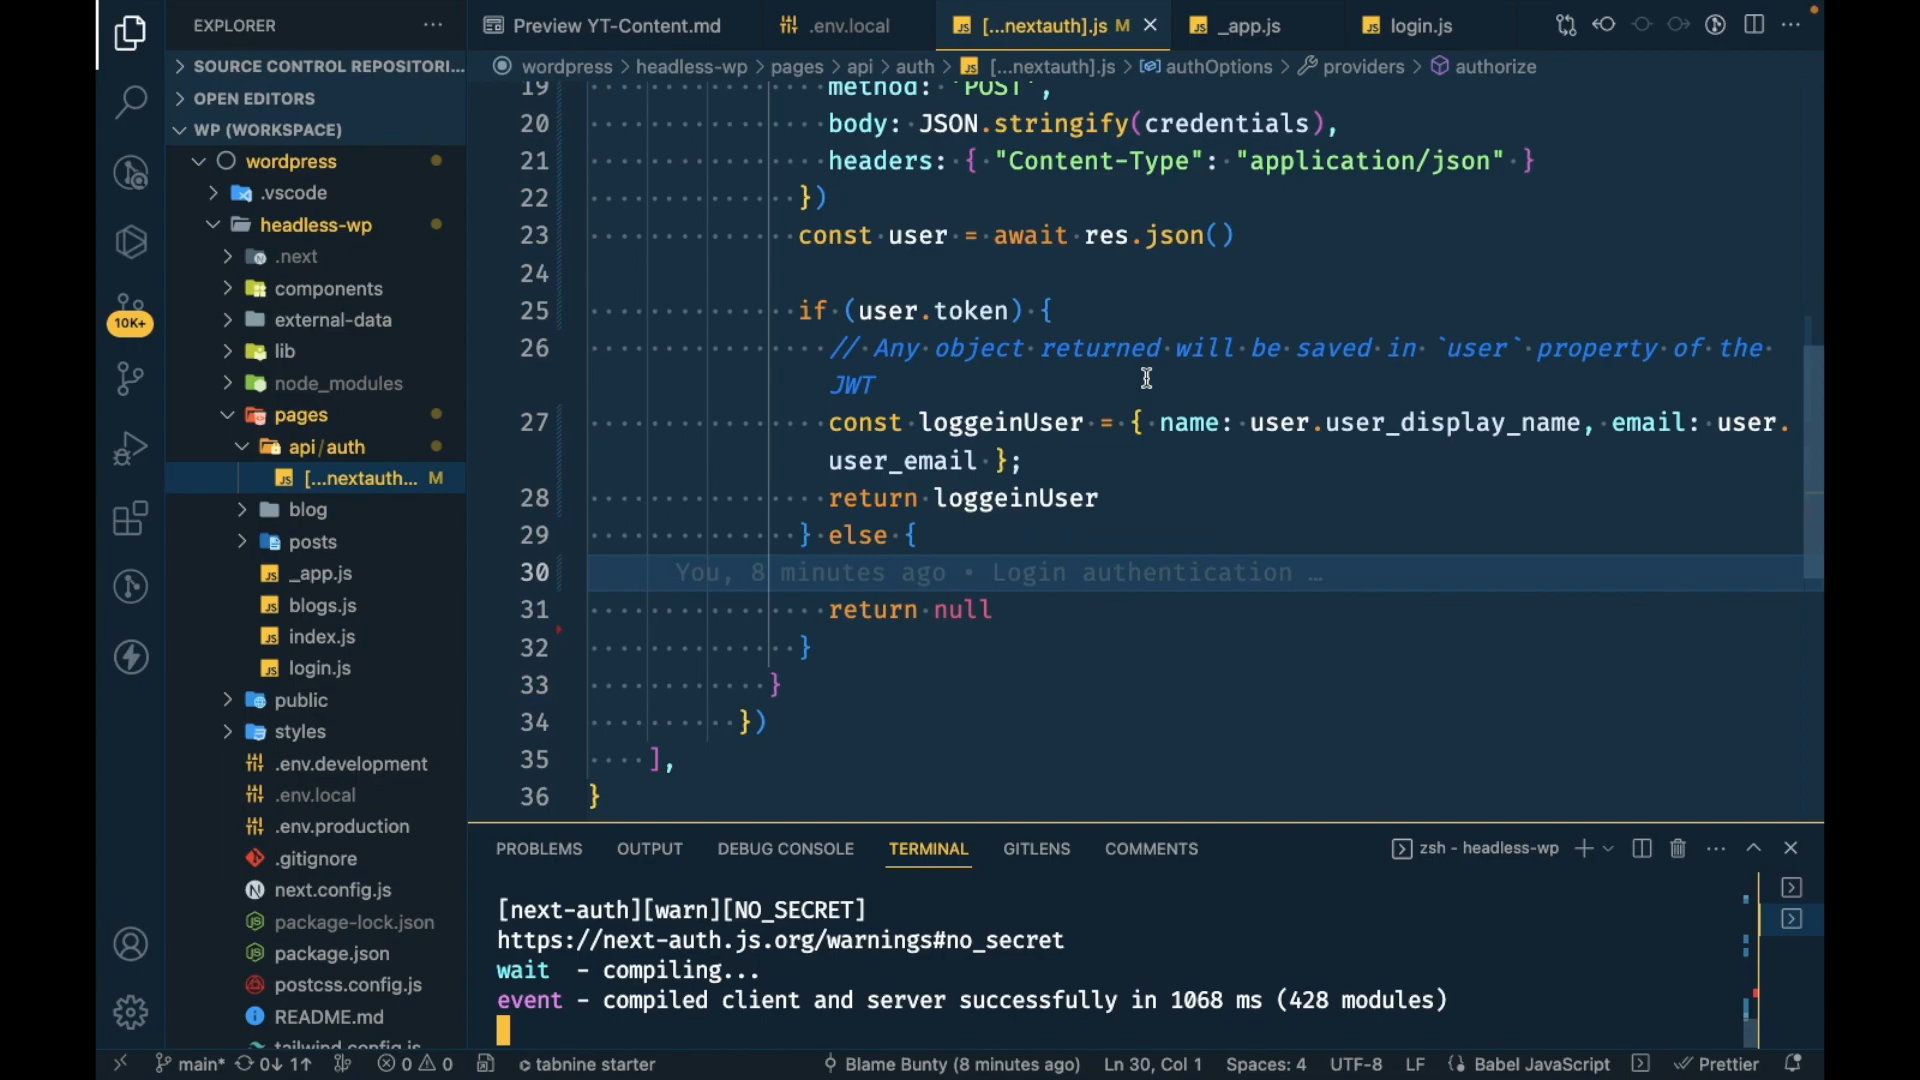 EXPLORER
SOURCE CONTROL REPOSITORI...
OPEN EDITORS
WP (WORKSPACE)
wordpress
.vscode
headless-wp
.next
components
external-data
lib
node_modules
pages
api/auth
[...nextauth... M
blog
posts
_app.js
blogs.js
index.js
login.js
public
styles
.env.development
.env.local
.env.production
.gitignore
next.config.js
package-lock.json
package.json
postcss.config.js
README.md
tailwind.config.js
10K+
Preview YT-Content.md
.env.local
[...nextauth].js M
_app.js
login.js
wordpress > headless-wp > pages > api > auth > [...nextauth].js > authOptions > providers > authorize
19 method: 'POST',
20 body: JSON.stringify(credentials),
21 headers: { "Content-Type": "application/json" }
22 })
23 const user = await res.json()
24
25 if (user.token) {
26 // Any object returned will be saved in `user` property of the
JWT
27 const loggeinUser = { name: user.user_display_name, email: user.
user_email };
28 return loggeinUser
29 } else {
30 You, 8 minutes ago • Login authentication …
31 return null
32 }
33 }
34 })
35 ],
36 }
PROBLEMS OUTPUT DEBUG CONSOLE TERMINAL GITLENS COMMENTS
zsh - headless-wp
[next-auth][warn][NO_SECRET]
https://next-auth.js.org/warnings#no_secret
wait - compiling...
event - compiled client and server successfully in 1068 ms (428 modules)
main* 0↓ 1↑ 0 0 tabnine starter Blame Bunty (8 minutes ago) Ln 30, Col 1 Spaces: 4 UTF-8 LF Babel JavaScript Prettier